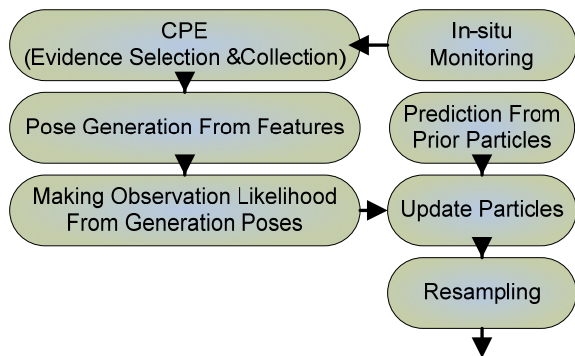 CPE
(Evidence Selection &Collection)
In-situ
Monitoring
Pose Generation From Features
Prediction From
Prior Particles
Making Observation Likelihood
From Generation Poses
Update Particles
Resampling